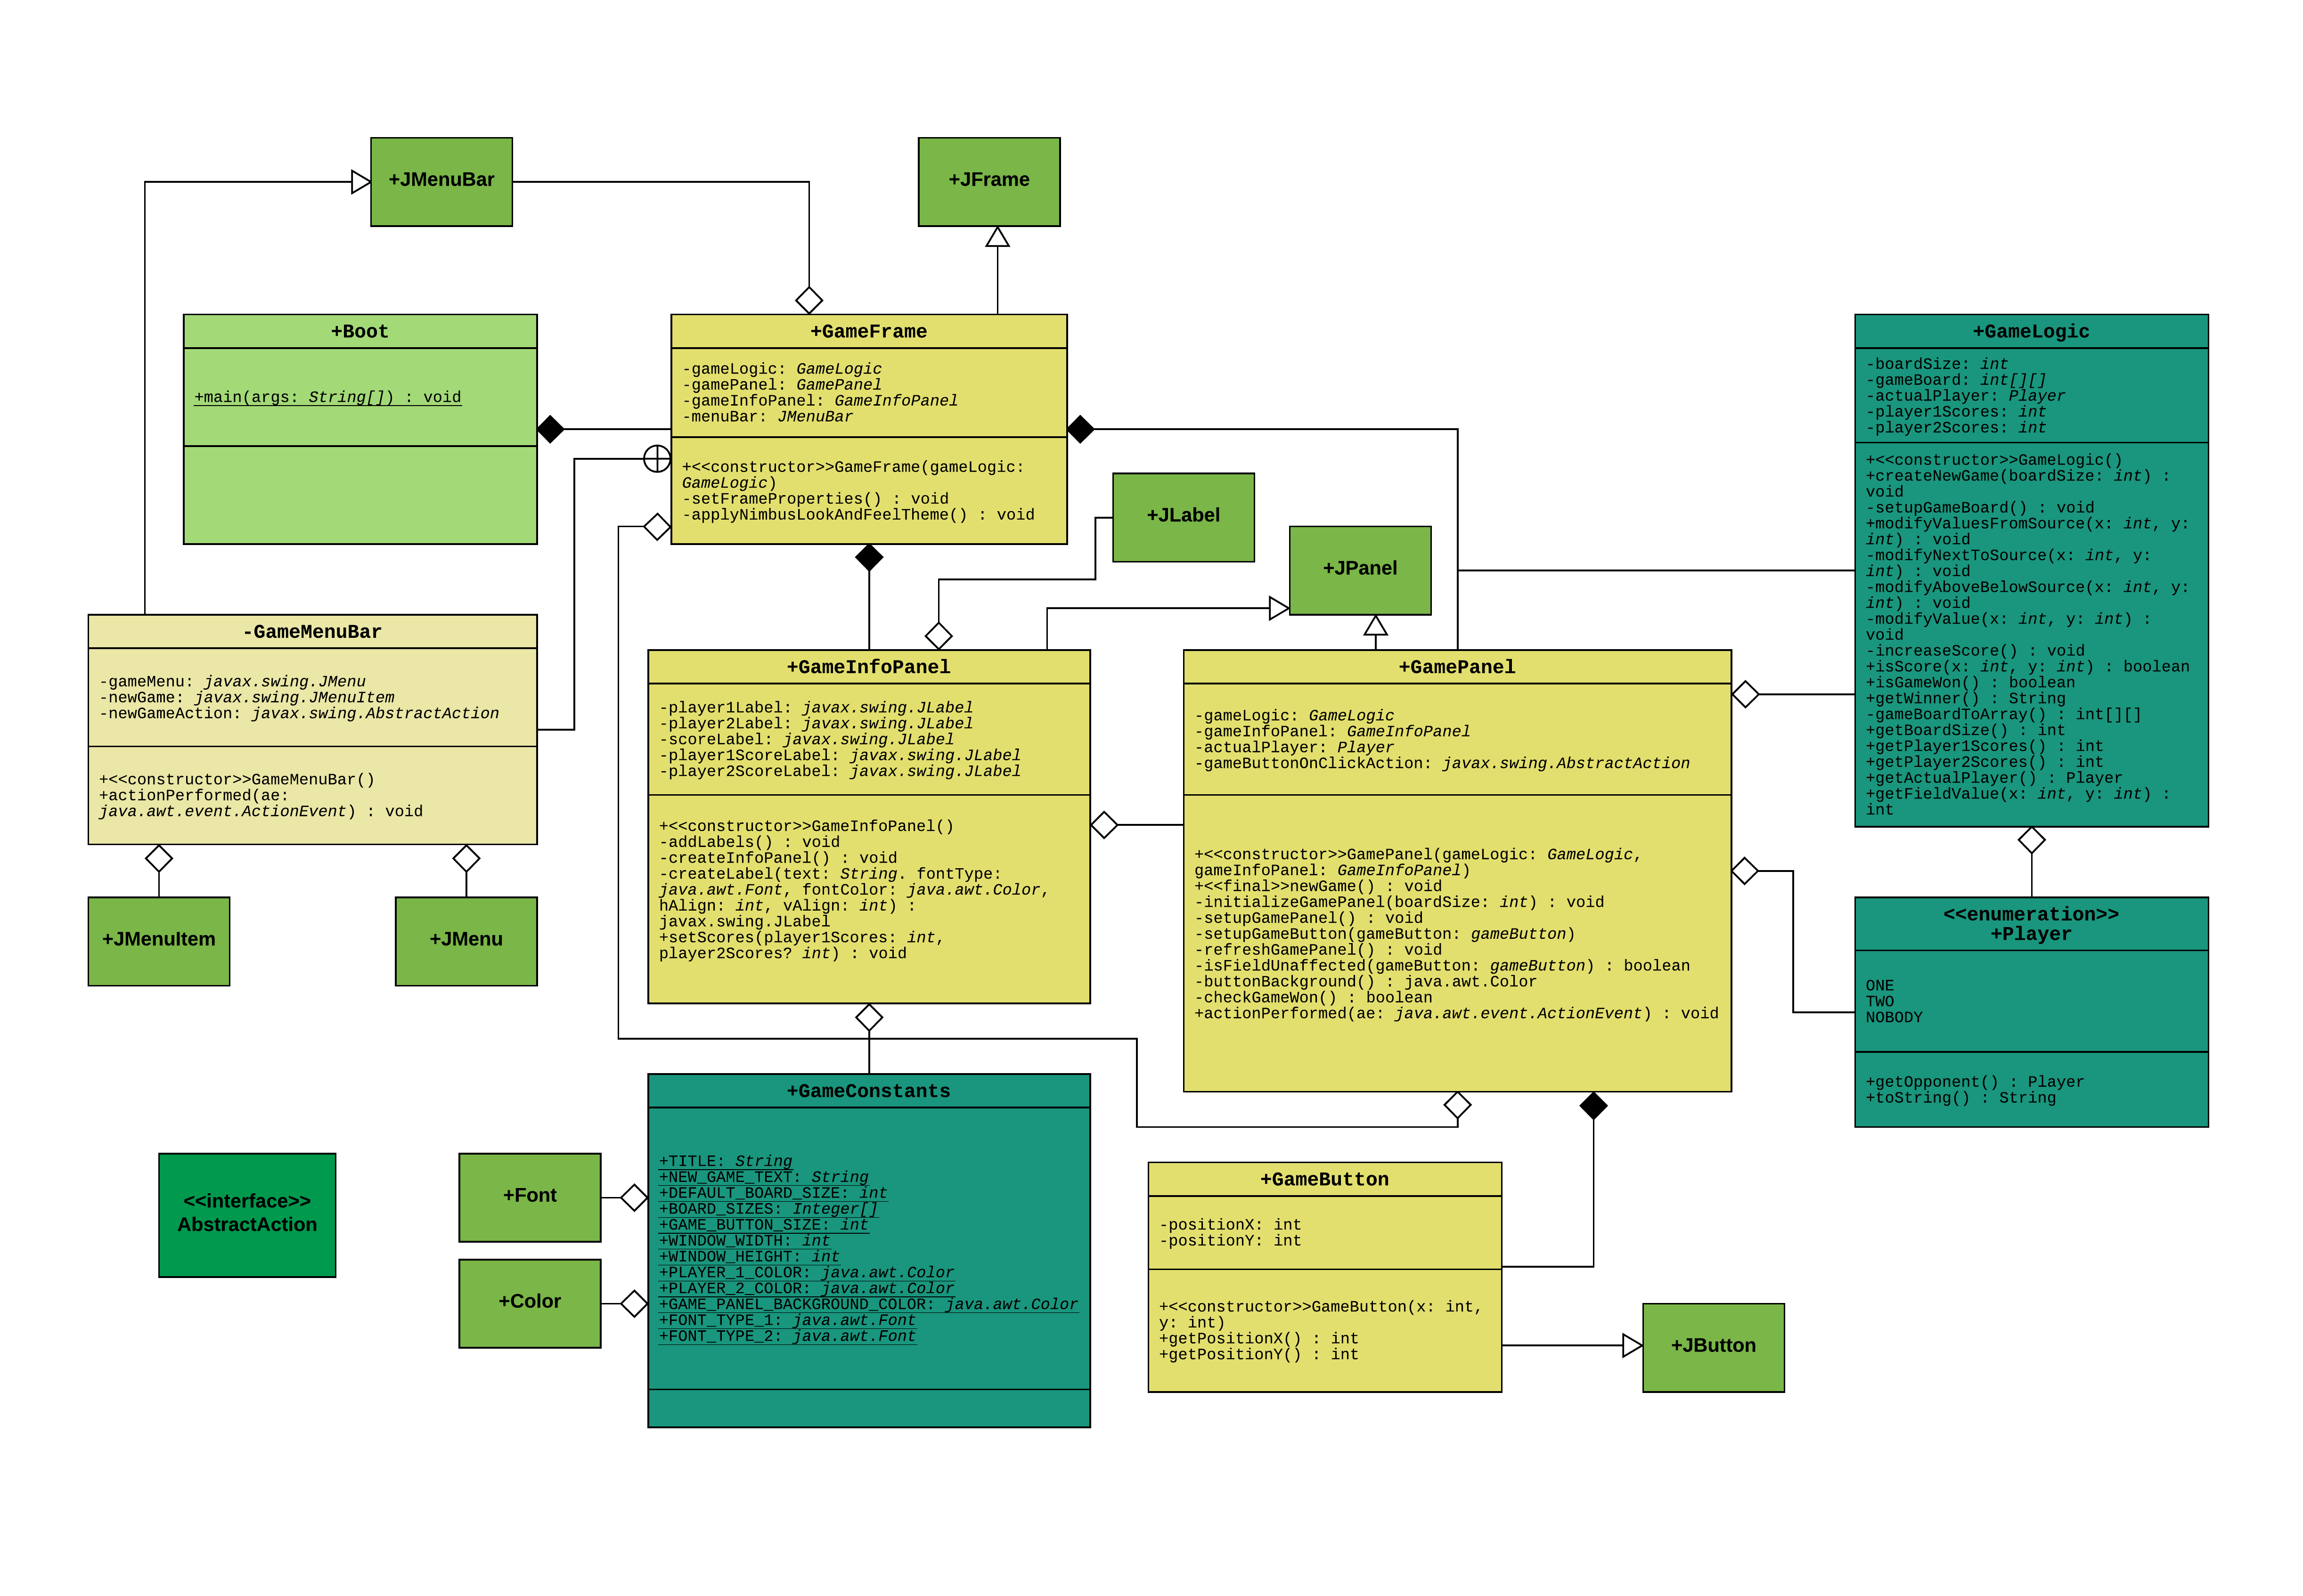 +JMenuBar
+JFrame
+Boot
+main(args: String[]) : void
+GameFrame
-gameLogic: GameLogic
-gamePanel: GamePanel
-gameInfoPanel: GameInfoPanel
-menuBar: JMenuBar
+<<constructor>>GameFrame(gameLogic:
GameLogic)
-setFrameProperties() : void
-applyNimbusLookAndFeelTheme() : void
+JLabel
+JPanel
+GameLogic
-boardSize: int
-gameBoard: int[][]
-actualPlayer: Player
-player1Scores: int
-player2Scores: int
+<<constructor>>GameLogic()
+createNewGame(boardSize: int) :
void
-setupGameBoard() : void
+modifyValuesFromSource(x: int, y:
int) : void
-modifyNextToSource(x: int, y:
int) : void
-modifyAboveBelowSource(x: int, y:
int) : void
-modifyValue(x: int, y: int) :
void
-increaseScore() : void
+isScore(x: int, y: int) : boolean
+isGameWon() : boolean
+getWinner() : String
-gameBoardToArray() : int[][]
+getBoardSize() : int
+getPlayer1Scores() : int
+getPlayer2Scores() : int
+getActualPlayer() : Player
+getFieldValue(x: int, y: int) :
int
-GameMenuBar
-gameMenu: javax.swing.JMenu
-newGame: javax.swing.JMenuItem
-newGameAction: javax.swing.AbstractAction
+<<constructor>>GameMenuBar()
+actionPerformed(ae:
java.awt.event.ActionEvent) : void
+JMenuItem
+JMenu
+GameInfoPanel
-player1Label: javax.swing.JLabel
-player2Label: javax.swing.JLabel
-scoreLabel: javax.swing.JLabel
-player1ScoreLabel: javax.swing.JLabel
-player2ScoreLabel: javax.swing.JLabel
+<<constructor>>GameInfoPanel()
-addLabels() : void
-createInfoPanel() : void
-createLabel(text: String. fontType:
java.awt.Font, fontColor: java.awt.Color,
hAlign: int, vAlign: int) :
javax.swing.JLabel
+setScores(player1Scores: int,
player2Scores? int) : void
+GamePanel
-gameLogic: GameLogic
-gameInfoPanel: GameInfoPanel
-actualPlayer: Player
-gameButtonOnClickAction: javax.swing.AbstractAction
+<<constructor>>GamePanel(gameLogic: GameLogic,
gameInfoPanel: GameInfoPanel)
+<<final>>newGame() : void
-initializeGamePanel(boardSize: int) : void
-setupGamePanel() : void
-setupGameButton(gameButton: gameButton)
-refreshGamePanel() : void
-isFieldUnaffected(gameButton: gameButton) : boolean
-buttonBackground() : java.awt.Color
-checkGameWon() : boolean
+actionPerformed(ae: java.awt.event.ActionEvent) : void
<<enumeration>>
+Player
ONE
TWO
NOBODY
+getOpponent() : Player
+toString() : String
<<interface>>
AbstractAction
+Font
+Color
+GameConstants
+TITLE: String
+NEW_GAME_TEXT: String
+DEFAULT_BOARD_SIZE: int
+BOARD_SIZES: Integer[]
+GAME_BUTTON_SIZE: int
+WINDOW_WIDTH: int
+WINDOW_HEIGHT: int
+PLAYER_1_COLOR: java.awt.Color
+PLAYER_2_COLOR: java.awt.Color
+GAME_PANEL_BACKGROUND_COLOR: java.awt.Color
+FONT_TYPE_1: java.awt.Font
+FONT_TYPE_2: java.awt.Font
+GameButton
-positionX: int
-positionY: int
+<<constructor>>GameButton(x: int,
y: int)
+getPositionX() : int
+getPositionY() : int
+JButton